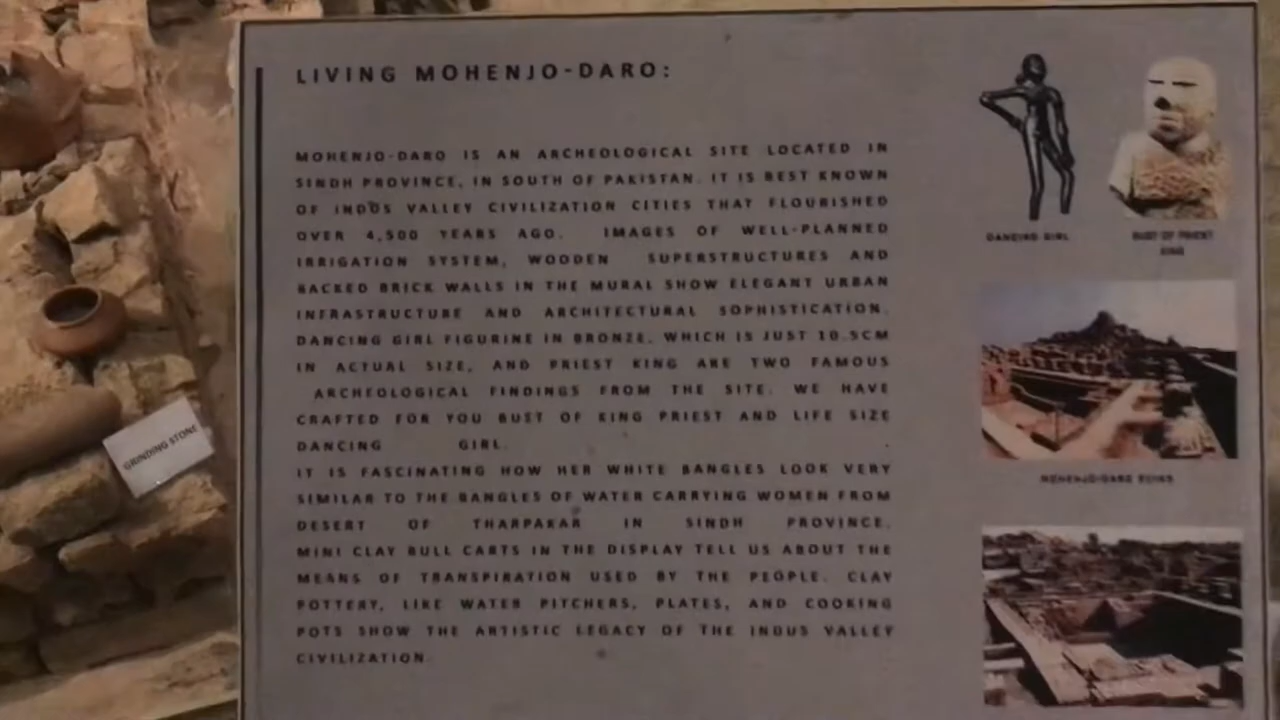 LIVING MOHENJO-DARO:
MOHENJO-DARO IS AN ARCHEOLOGICAL SITE LOCATED IN
SINDH PROVINCE, IN SOUTH OF PAKISTAN. IT IS BEST KNOWN
OF INDUS VALLEY CIVILIZATION CITIES THAT FLOURISHED
OVER 4,500 YEARS AGO. IMAGES OF WELL-PLANNED
IRRIGATION SYSTEM, WOODEN SUPERSTRUCTURES AND
BACKED BRICK WALLS IN THE MURAL SHOW ELEGANT URBAN
INFRASTRUCTURE AND ARCHITECTURAL SOPHISTICATION.
DANCING GIRL FIGURINE IN BRONZE, WHICH IS JUST 10.5CM
IN ACTUAL SIZE, AND PRIEST KING ARE TWO FAMOUS
ARCHEOLOGICAL FINDINGS FROM THE SITE. WE HAVE
CRAFTED FOR YOU BUST OF KING PRIEST AND LIFE SIZE
DANCING GIRL.
IT IS FASCINATING HOW HER WHITE BANGLES LOOK VERY
SIMILAR TO THE BANGLES OF WATER CARRYING WOMEN FROM
DESERT OF THARPAKAR IN SINDH PROVINCE.
MINI CLAY BULL CARTS IN THE DISPLAY TELL US ABOUT THE
MEANS OF TRANSPIRATION USED BY THE PEOPLE. CLAY
POTTERY, LIKE WATER PITCHERS, PLATES, AND COOKING
POTS SHOW THE ARTISTIC LEGACY OF THE INDUS VALLEY
CIVILIZATION.
DANCING GIRL
BUST OF PRIEST
KING
MOHENJO-DARO RUINS
GRINDING STONE